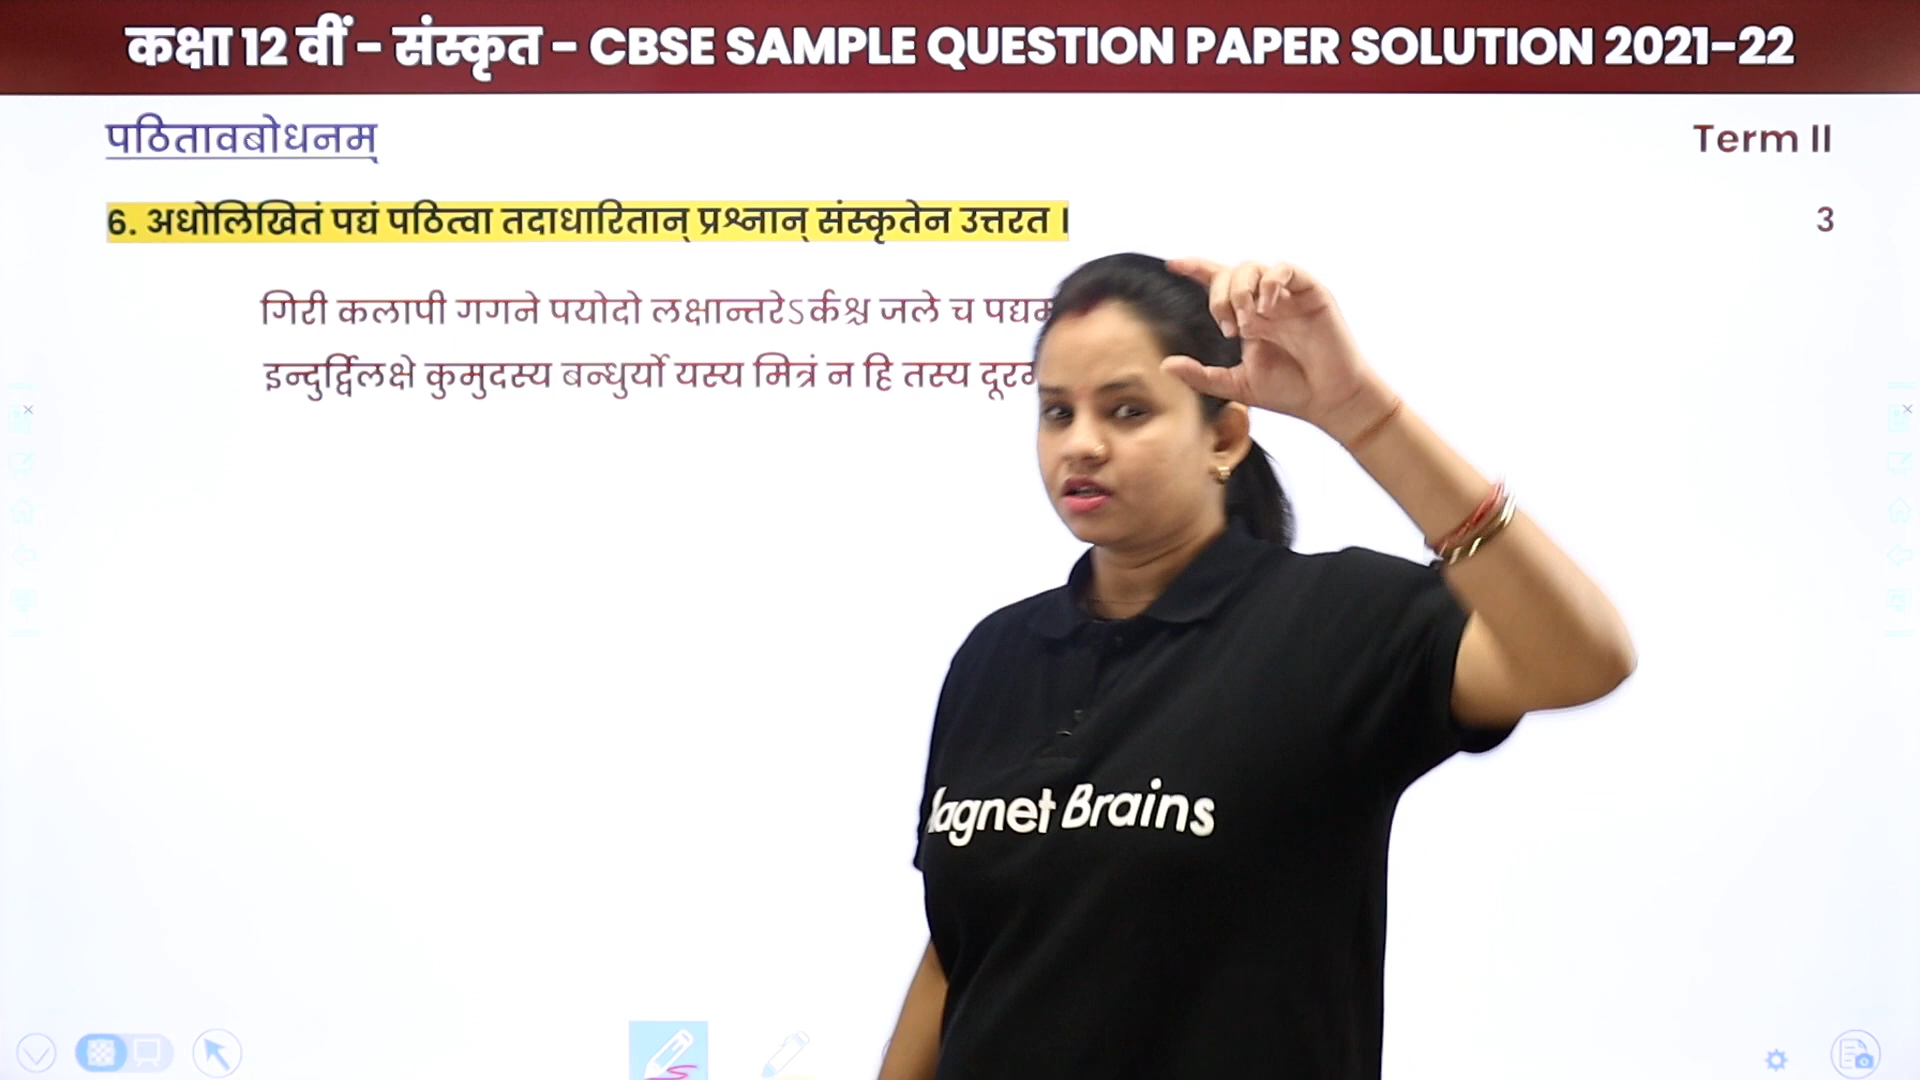 कक्षा 12 वीं - संस्कृत - CBSE SAMPLE QUESTION PAPER SOLUTION 2021-22
पठितावबोधनम्
Term II
6. अधोलिखितं पद्यं पठित्वा तदाधारितान् प्रश्नान् संस्कृतेन उत्तरत ।
3
गिरी कलापी गगने पयोदो लक्षान्तरेऽर्कश्च जले च
इन्दुर्द्विलक्षे कुमुदस्य बन्धुर्यो यस्य मित्रं न हि तस्य
Brains